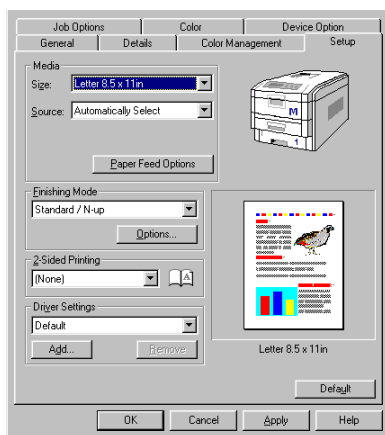 Job Options Color Device Option
General Details Color Management Setup
Media
Size: Letter 8.5 x 11in
Source: Automatically Select
Paper Feed Options
M
1
Finishing Mode
Standard / N-up
Options...
2-Sided Printing
(None)
A
Driver Settings
Default
Add... Remove
Letter 8.5 x 11in
Default
OK Cancel Apply Help